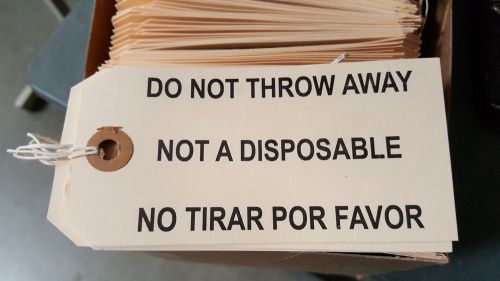 DO NOT THROW AWAY
NOT A DISPOSABLE
NO TIRAR POR FAVOR